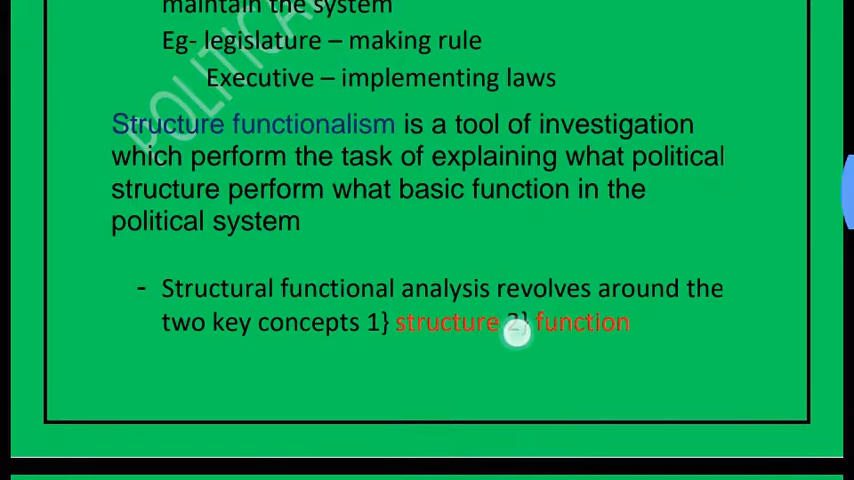 maintain the system
Eg- legislature – making rule
Executive – implementing laws
Structure functionalism is a tool of investigation
which perform the task of explaining what political
structure perform what basic function in the
political system
- Structural functional analysis revolves around the
two key concepts 1} structure 2} function
POLITICA